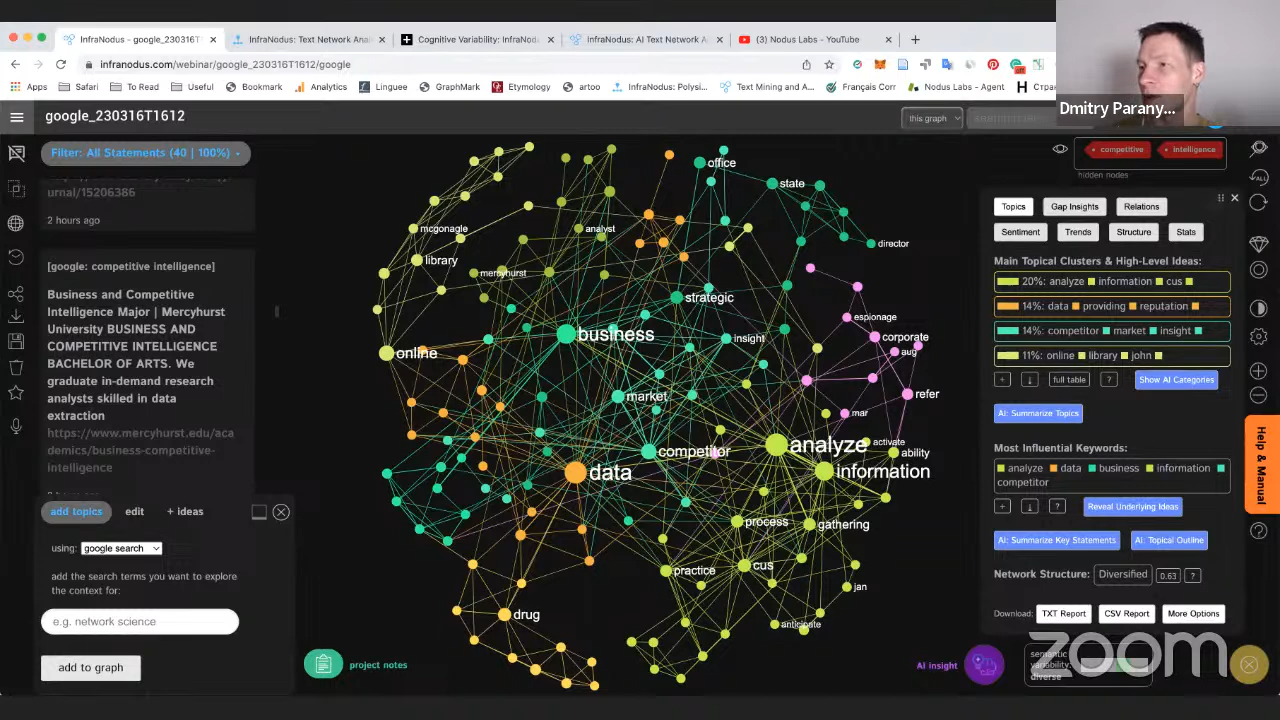 InfraNodus - google_230316T1
InfraNodus: Text Network Anal
Cognitive Variability: InfraNod
InfraNodus: AI Text Network A
(3) Nodus Labs - YouTube
infranodus.com/webinar/google_230316T1612/google
Apps
Safari
To Read
Useful
Bookmark
Analytics
Linguee
GraphMark
Etymology
artoo
InfraNodus: Polysi...
Text Mining and A...
Français Corr
Nodus Labs - Agent
Стран
Dmitry Parany...
google_230316T1612
this graph
Filter: All Statements (40 | 100%)
urnal/15206386
2 hours ago
[google: competitive intelligence]
Business and Competitive
Intelligence Major | Mercyhurst
University BUSINESS AND
COMPETITIVE INTELLIGENCE
BACHELOR OF ARTS. We
graduate in-demand research
analysts skilled in data
extraction
https://www.mercyhurst.edu/aca
demics/business-competitive-
intelligence
add topics
edit
+ ideas
using:
google search
add the search terms you want to explore
the context for:
e.g. network science
add to graph
office
state
mcgonagle
analyst
director
library
mercyhurst
strategic
espionage
business
insight
corporate
online
aug
market
refer
mar
analyze
activate
competitor
ability
data
information
process
gathering
practice
cus
jan
drug
anticipate
project notes
AI insight
competitive
intelligence
hidden nodes
Topics
Gap Insights
Relations
Sentiment
Trends
Structure
Stats
Main Topical Clusters & High-Level Ideas:
20%: analyze information cus
14%: data providing reputation
14%: competitor market insight
11%: online library john
+
full table
?
Show AI Categories
AI: Summarize Topics
Most Influential Keywords:
analyze data business information
competitor
+
?
Reveal Underlying Ideas
AI: Summarize Key Statements
AI: Topical Outline
Network Structure:
Diversified
0.63
?
Download:
TXT Report
CSV Report
More Options
semantic
variability:
diverse
zoom
ALL
Help & Manual